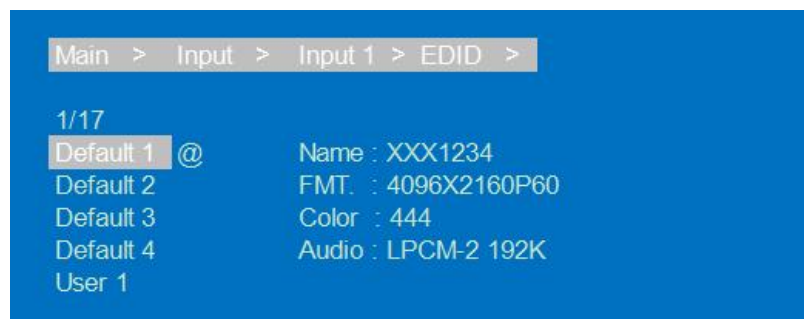 Main > Input > Input 1 > EDID >
1/17
Default 1 @ Name : XXX1234
Default 2 FMT. : 4096X2160P60
Default 3 Color : 444
Default 4 Audio : LPCM-2 192K
User 1